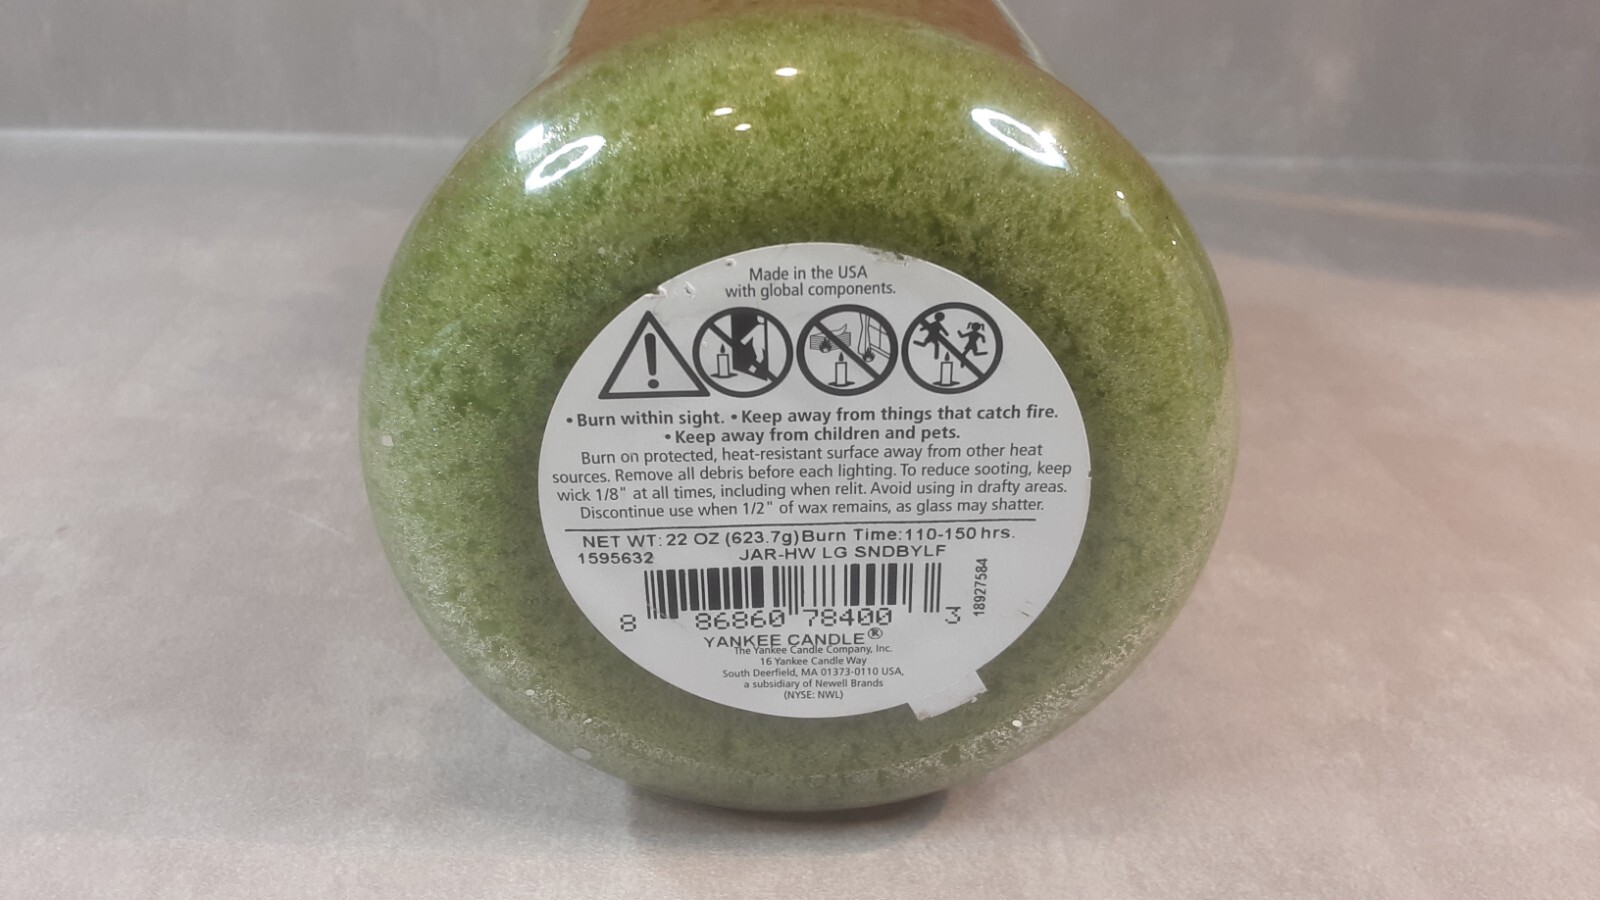 Made in the USA
with global components.
• Burn within sight. • Keep away from things that catch fire.
• Keep away from children and pets.
Burn on protected, heat-resistant surface away from other heat
sources. Remove all debris before each lighting. To reduce sooting, keep
wick 1/8" at all times, including when relit. Avoid using in drafty areas.
Discontinue use when 1/2" of wax remains, as glass may shatter.
NET WT: 22 OZ (623.7g) Burn Time:110-150 hrs.
1595632 JAR-HW LG SNDBYLF
18927584
8 86860 78400 3
YANKEE CANDLE®
The Yankee Candle Company, Inc.
16 Yankee Candle Way
South Deerfield, MA 01373-0110 USA,
a subsidiary of Newell Brands
(NYSE: NWL)